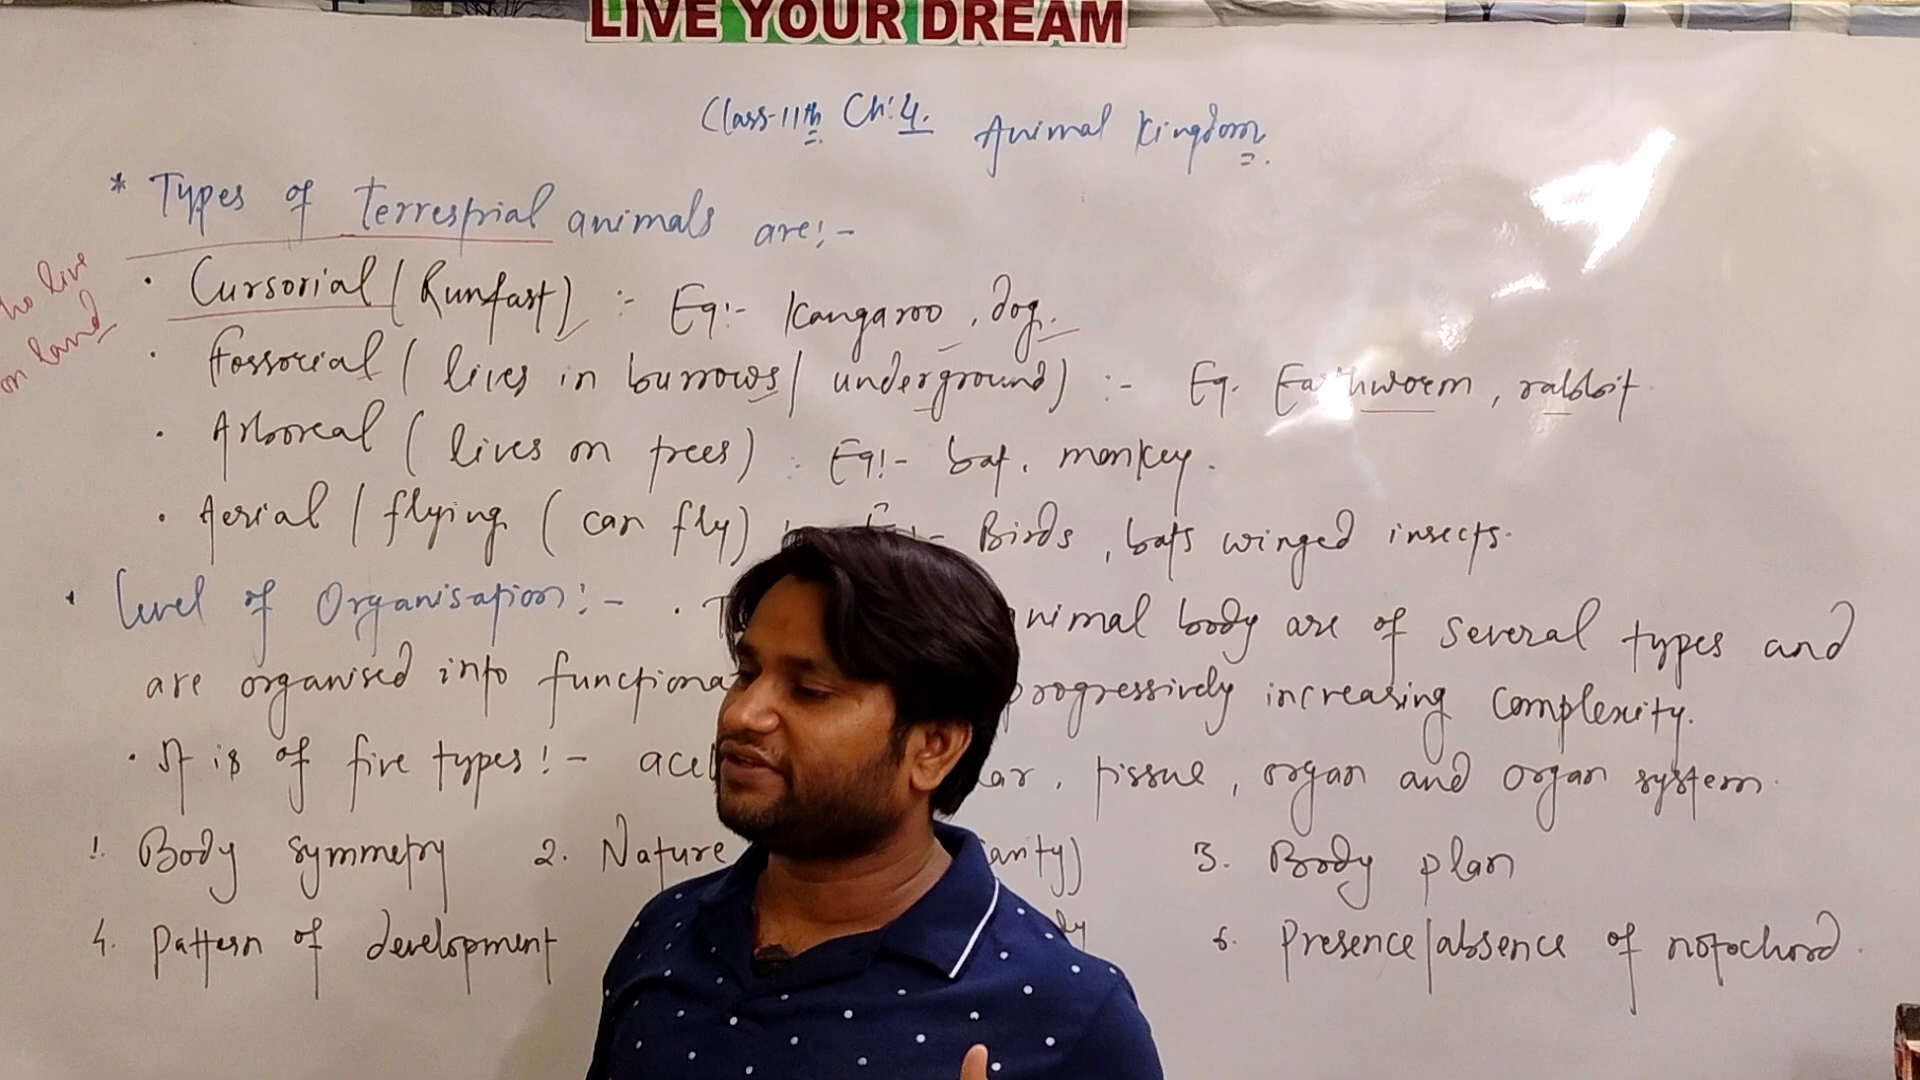 LIVE YOUR DREAM
Class-11th Ch:4. Animal Kingdom
* Types of Terrestrial animals are:-
who live
on land
· Cursorial (Runfast) :- Eg:- Kangaroo, dog.
· Fossorial (lives in burrows/ underground) :- Eg. Earthworm, rabbit.
· Arboreal (lives on trees) : Eg:- bat, monkey.
· Aerial / flying (can fly) :- Birds, bats winged insects.
· Level of Organisation:- · animal body are of several types and
are organised into progressively increasing complexity.
· It is of five types:- tissue, organ and organ system.
1. Body symmetry 2. Nature 3. Body plan
4. Pattern of development 6. Presence/absence of notochord.